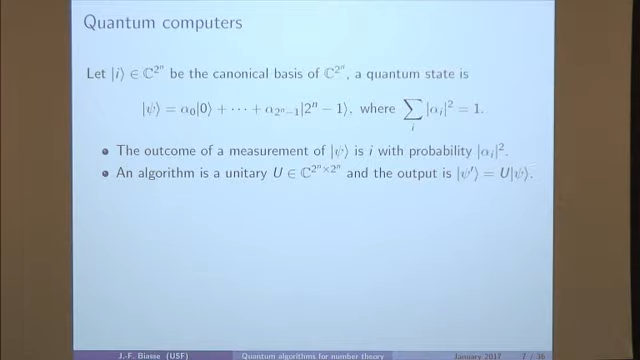 Quantum computers
Let |i⟩ ∈ ℂ^{2^n} be the canonical basis of ℂ^{2^n}, a quantum state is
|ψ⟩ = α₀|0⟩ + ··· + α_{2^n−1}|2^n − 1⟩, where ∑_i |α_i|² = 1.
• The outcome of a measurement of |ψ⟩ is i with probability |α_i|².
• An algorithm is a unitary U ∈ ℂ^{2^n×2^n} and the output is |ψ′⟩ = U|ψ⟩.
J.-F. Biasse (USF) Quantum algorithms for number theory January 2017 7 / 36